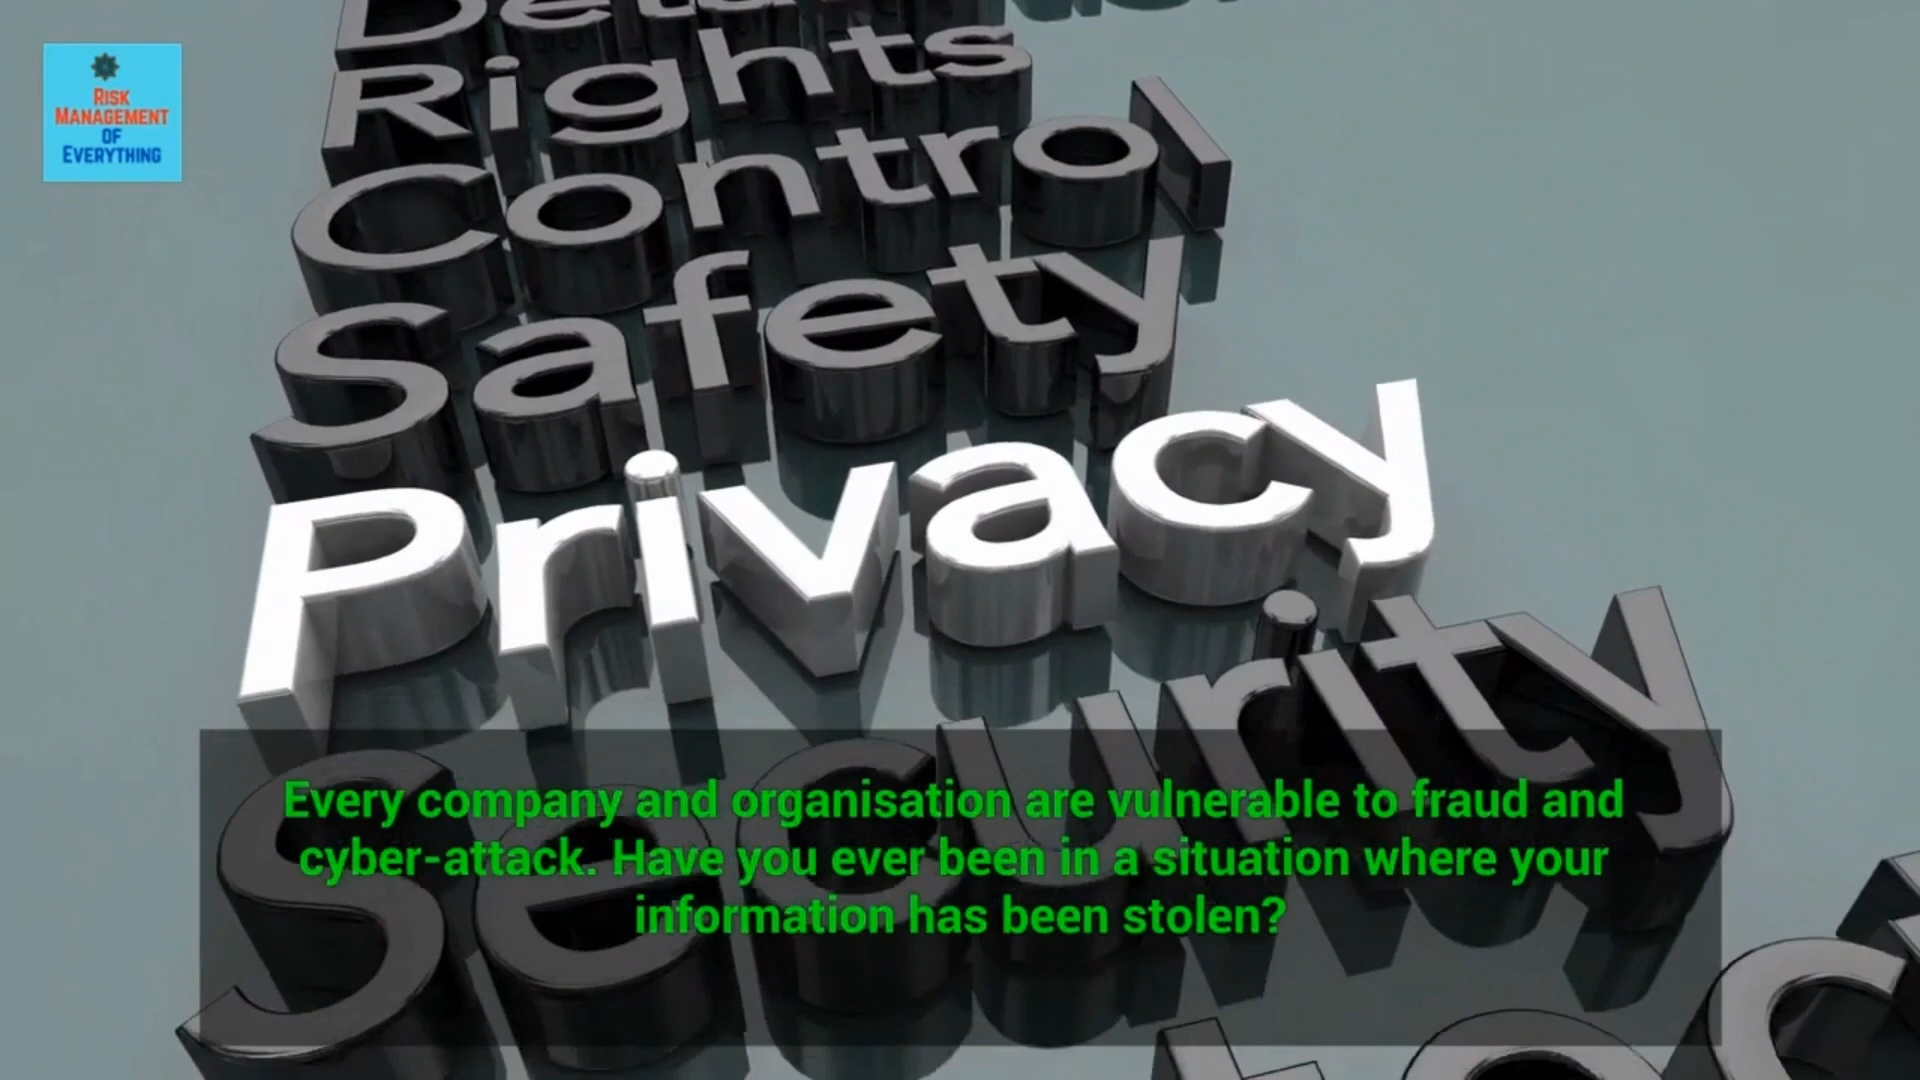 Risk
Management
of
Everything
Rights
Control
Safety
Privacy
Security
Every company and organisation are vulnerable to fraud and
cyber-attack. Have you ever been in a situation where your
information has been stolen?